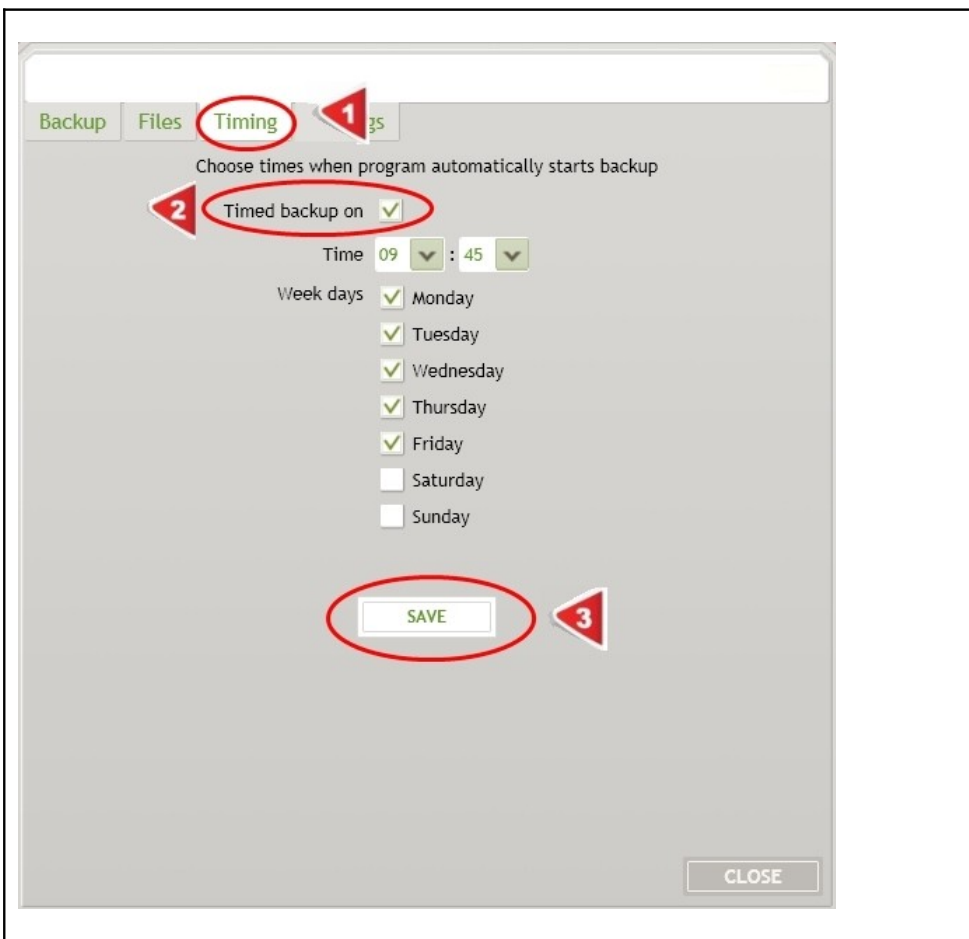 Backup Files Timing 1 gs
Choose times when program automatically starts backup
2 Timed backup on
Time 09 : 45
Week days Monday
Tuesday
Wednesday
Thursday
Friday
Saturday
Sunday
SAVE 3
CLOSE